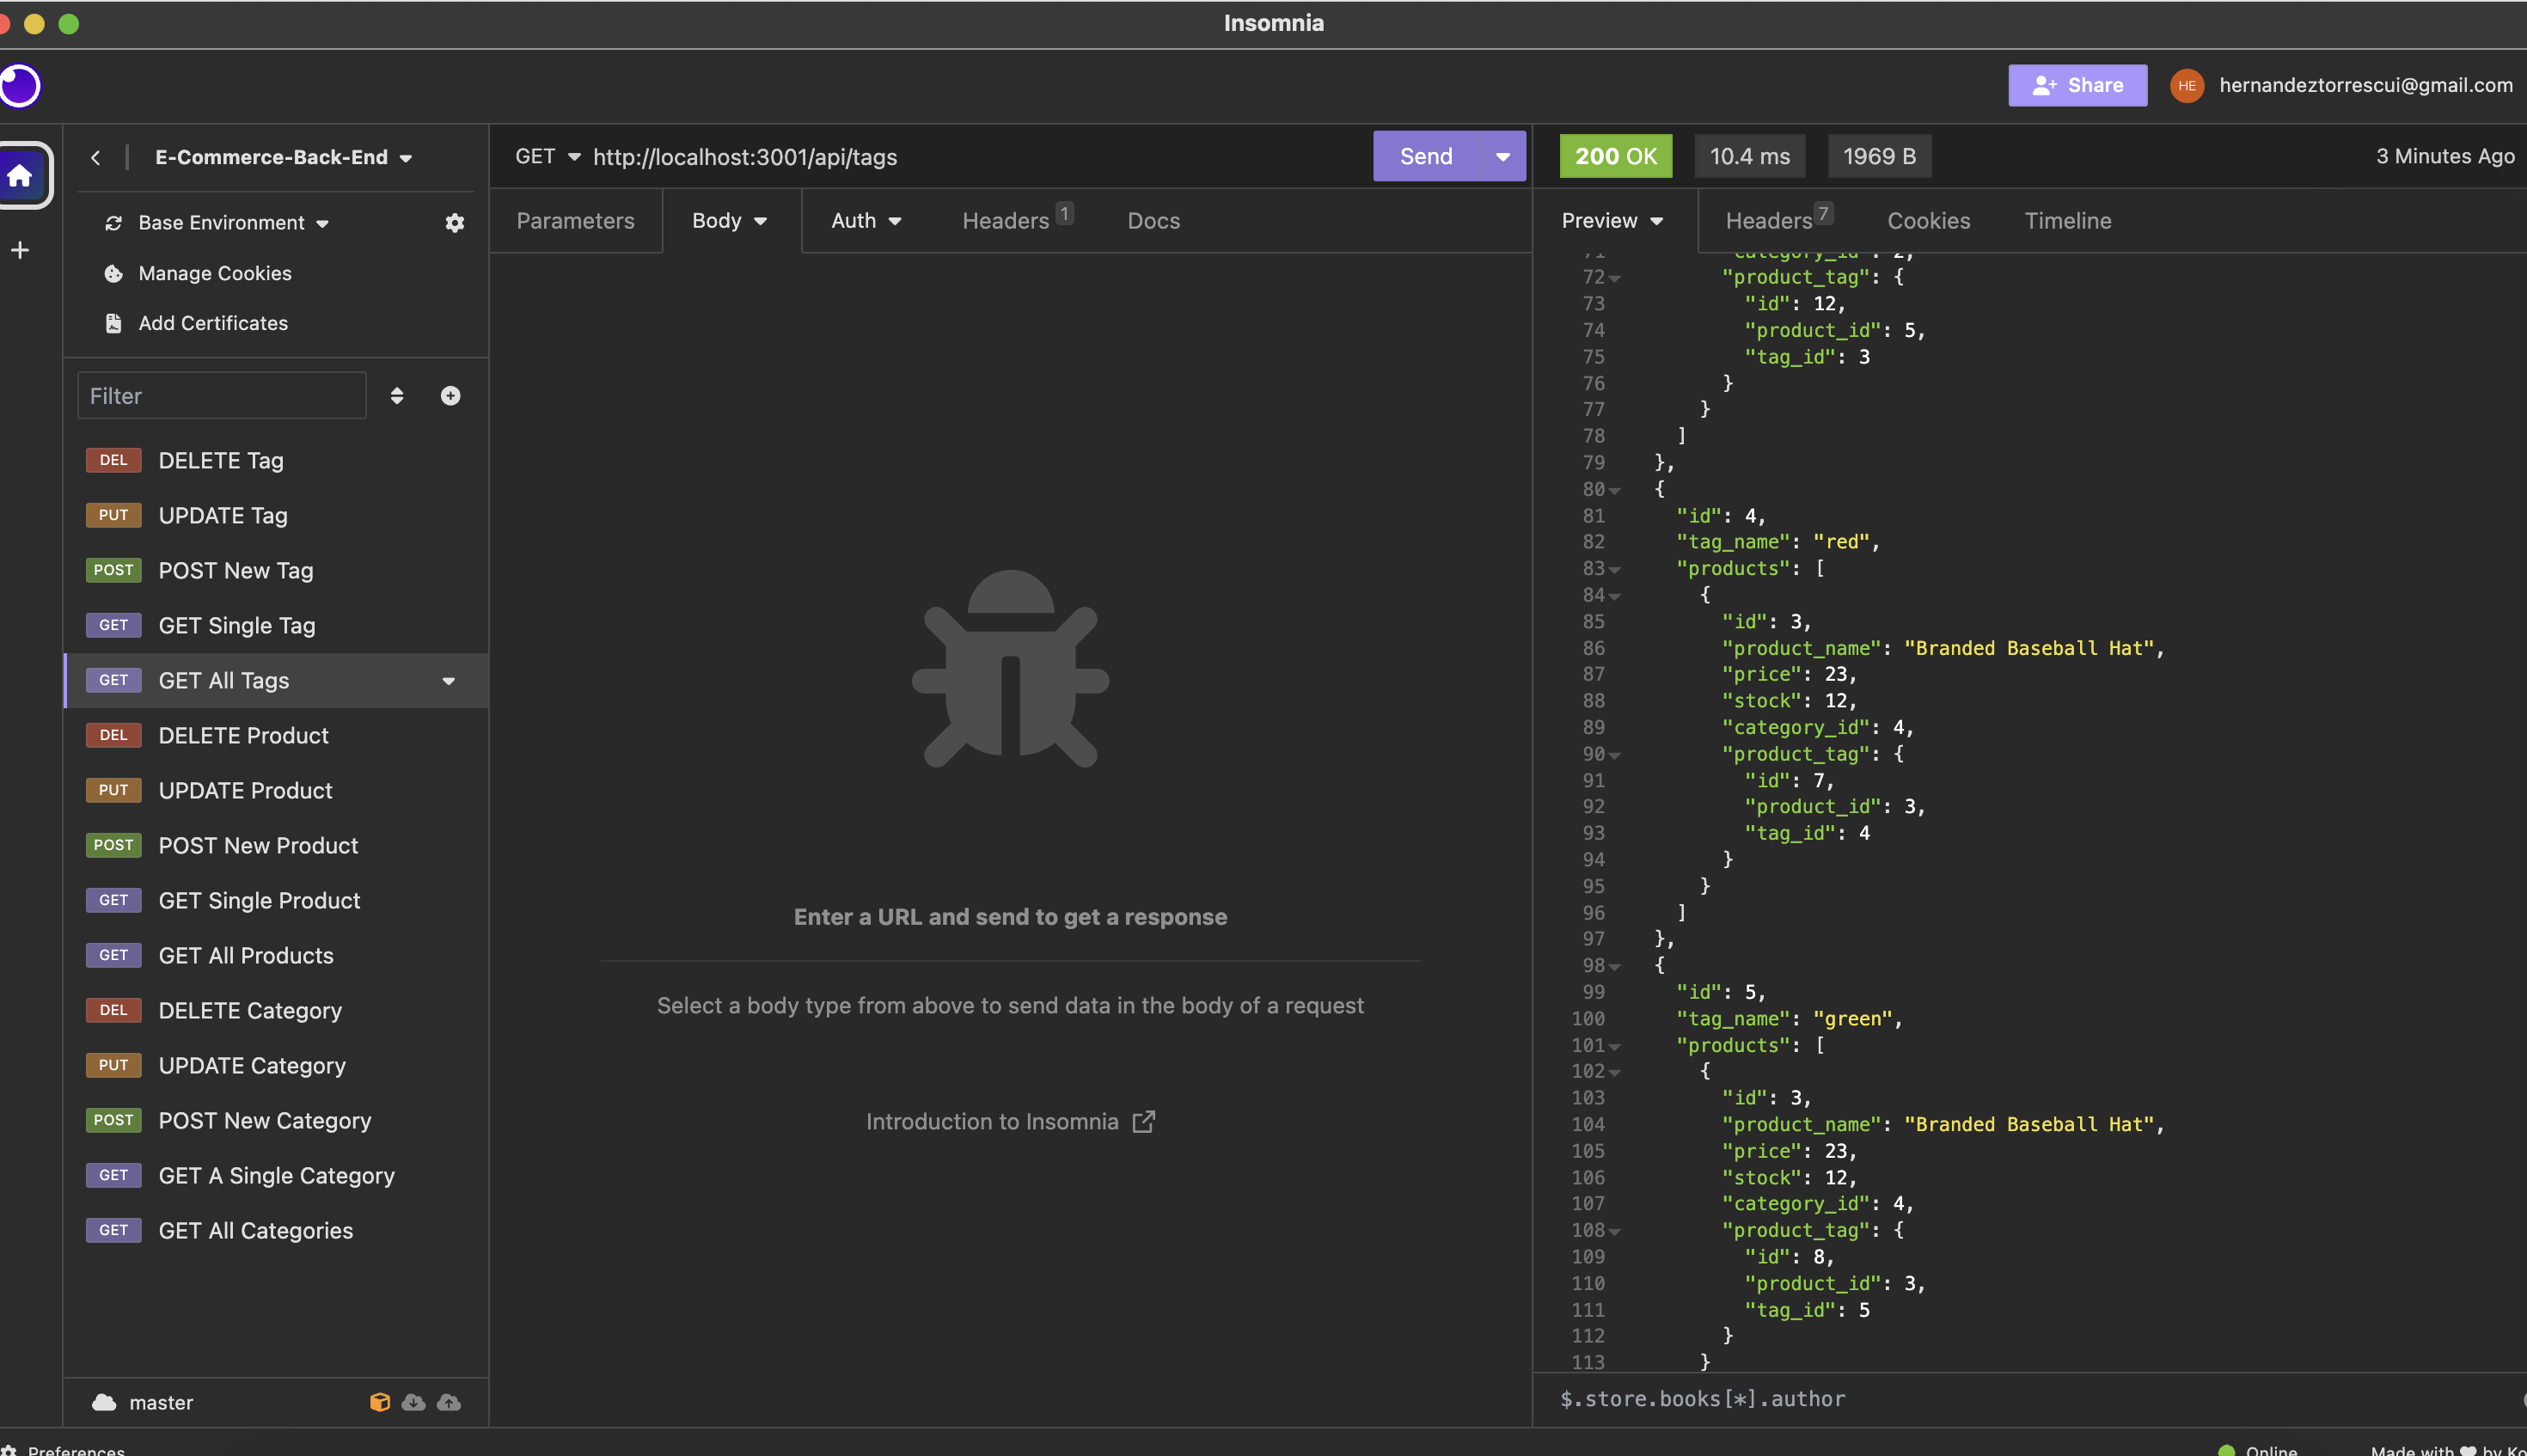 Insomnia
Share
HE
hernandeztorrescui@gmail.com
E-Commerce-Back-End
Base Environment
Manage Cookies
Add Certificates
Filter
DEL DELETE Tag
PUT UPDATE Tag
POST POST New Tag
GET GET Single Tag
GET GET All Tags
DEL DELETE Product
PUT UPDATE Product
POST POST New Product
GET GET Single Product
GET GET All Products
DEL DELETE Category
PUT UPDATE Category
POST POST New Category
GET GET A Single Category
GET GET All Categories
master
Preferences
GET http://localhost:3001/api/tags
Send
Parameters Body Auth Headers 1 Docs
Enter a URL and send to get a response
Select a body type from above to send data in the body of a request
Introduction to Insomnia
200 OK 10.4 ms 1969 B 3 Minutes Ago
Preview Headers 7 Cookies Timeline
71 "category_id": 2,
72 "product_tag": {
73 "id": 12,
74 "product_id": 5,
75 "tag_id": 3
76 }
77 }
78 ]
79 },
80 {
81 "id": 4,
82 "tag_name": "red",
83 "products": [
84 {
85 "id": 3,
86 "product_name": "Branded Baseball Hat",
87 "price": 23,
88 "stock": 12,
89 "category_id": 4,
90 "product_tag": {
91 "id": 7,
92 "product_id": 3,
93 "tag_id": 4
94 }
95 }
96 ]
97 },
98 {
99 "id": 5,
100 "tag_name": "green",
101 "products": [
102 {
103 "id": 3,
104 "product_name": "Branded Baseball Hat",
105 "price": 23,
106 "stock": 12,
107 "category_id": 4,
108 "product_tag": {
109 "id": 8,
110 "product_id": 3,
111 "tag_id": 5
112 }
113 }
$.store.books[*].author
Online
Made with by